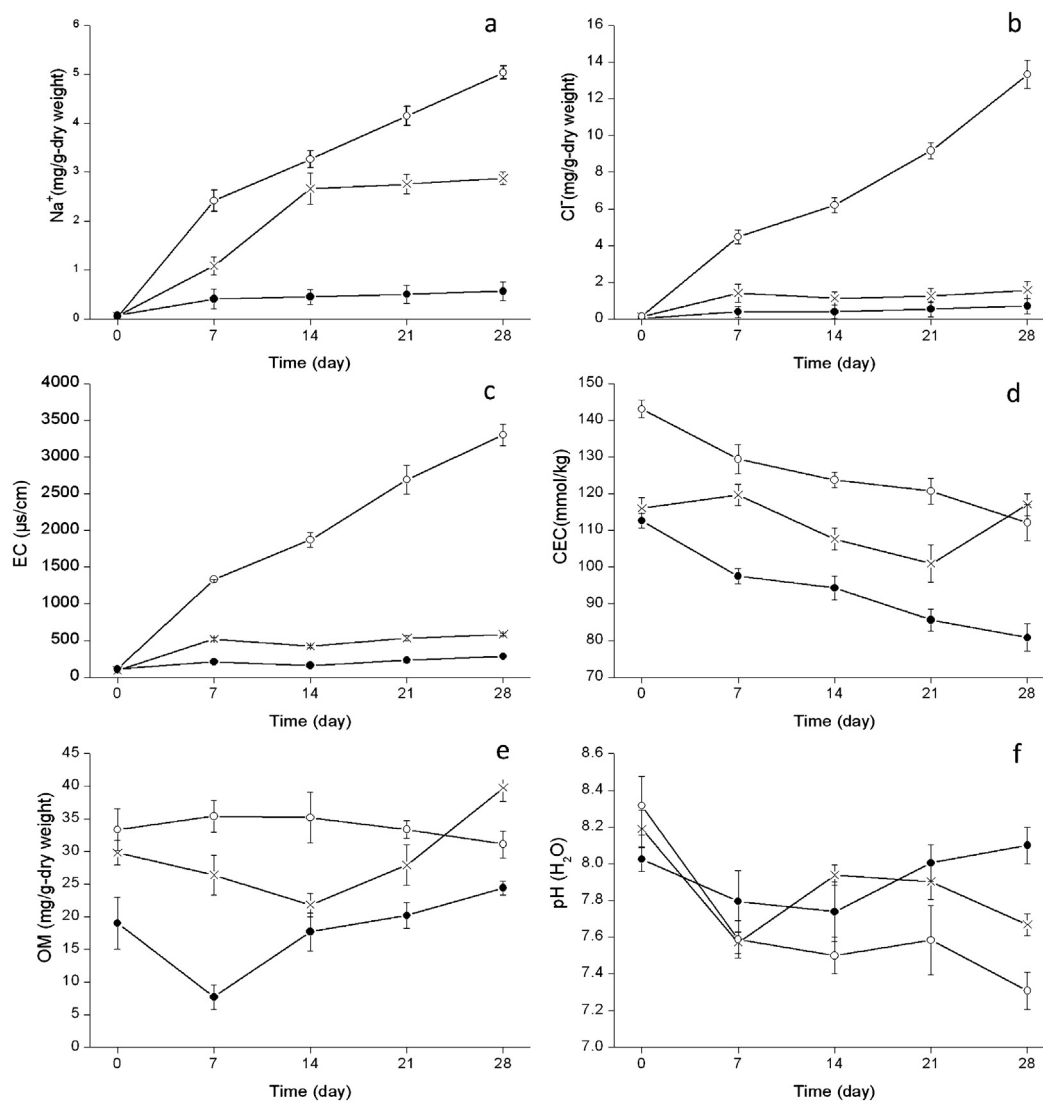 a
Na⁺(mg/g-dry weight)
6
5
4
3
2
1
0
0 7 14 21 28
Time (day)
b
Cl⁻(mg/g-dry weight)
16
14
12
10
8
6
4
2
0
0 7 14 21 28
Time (day)
c
EC (µs/cm)
4000
3500
3000
2500
2000
1500
1000
500
0
0 7 14 21 28
Time (day)
d
CEC(mmol/kg)
150
140
130
120
110
100
90
80
70
0 7 14 21 28
Time (day)
e
OM (mg/g-dry weight)
45
40
35
30
25
20
15
10
5
0
0 7 14 21 28
Time (day)
f
pH (H₂O)
8.6
8.4
8.2
8.0
7.8
7.6
7.4
7.2
7.0
0 7 14 21 28
Time (day)